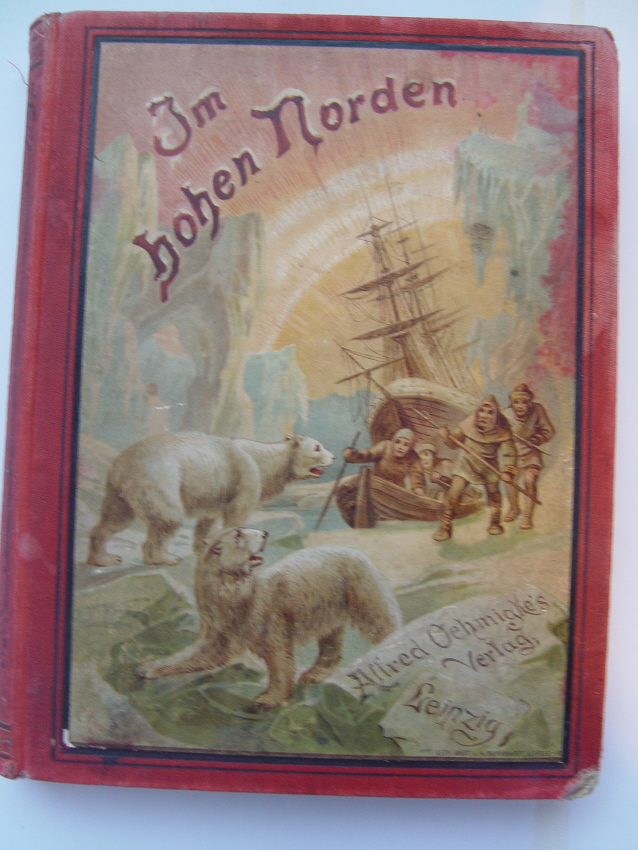 Im
hohen Norden
Alfred Oehmigke's
Verlag,
Leipzig,